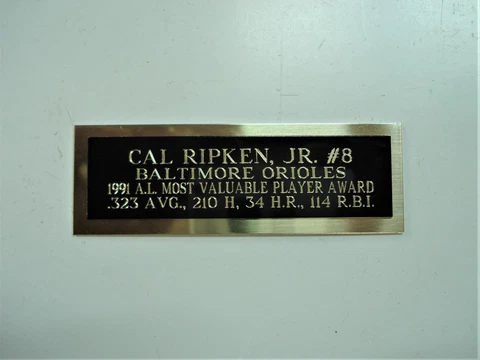 CAL RIPKEN, JR. #8
BALTIMORE ORIOLES
1991 A.L. MOST VALUABLE PLAYER AWARD
.323 AVG., 210 H, 34 H.R., 114 R.B.I.